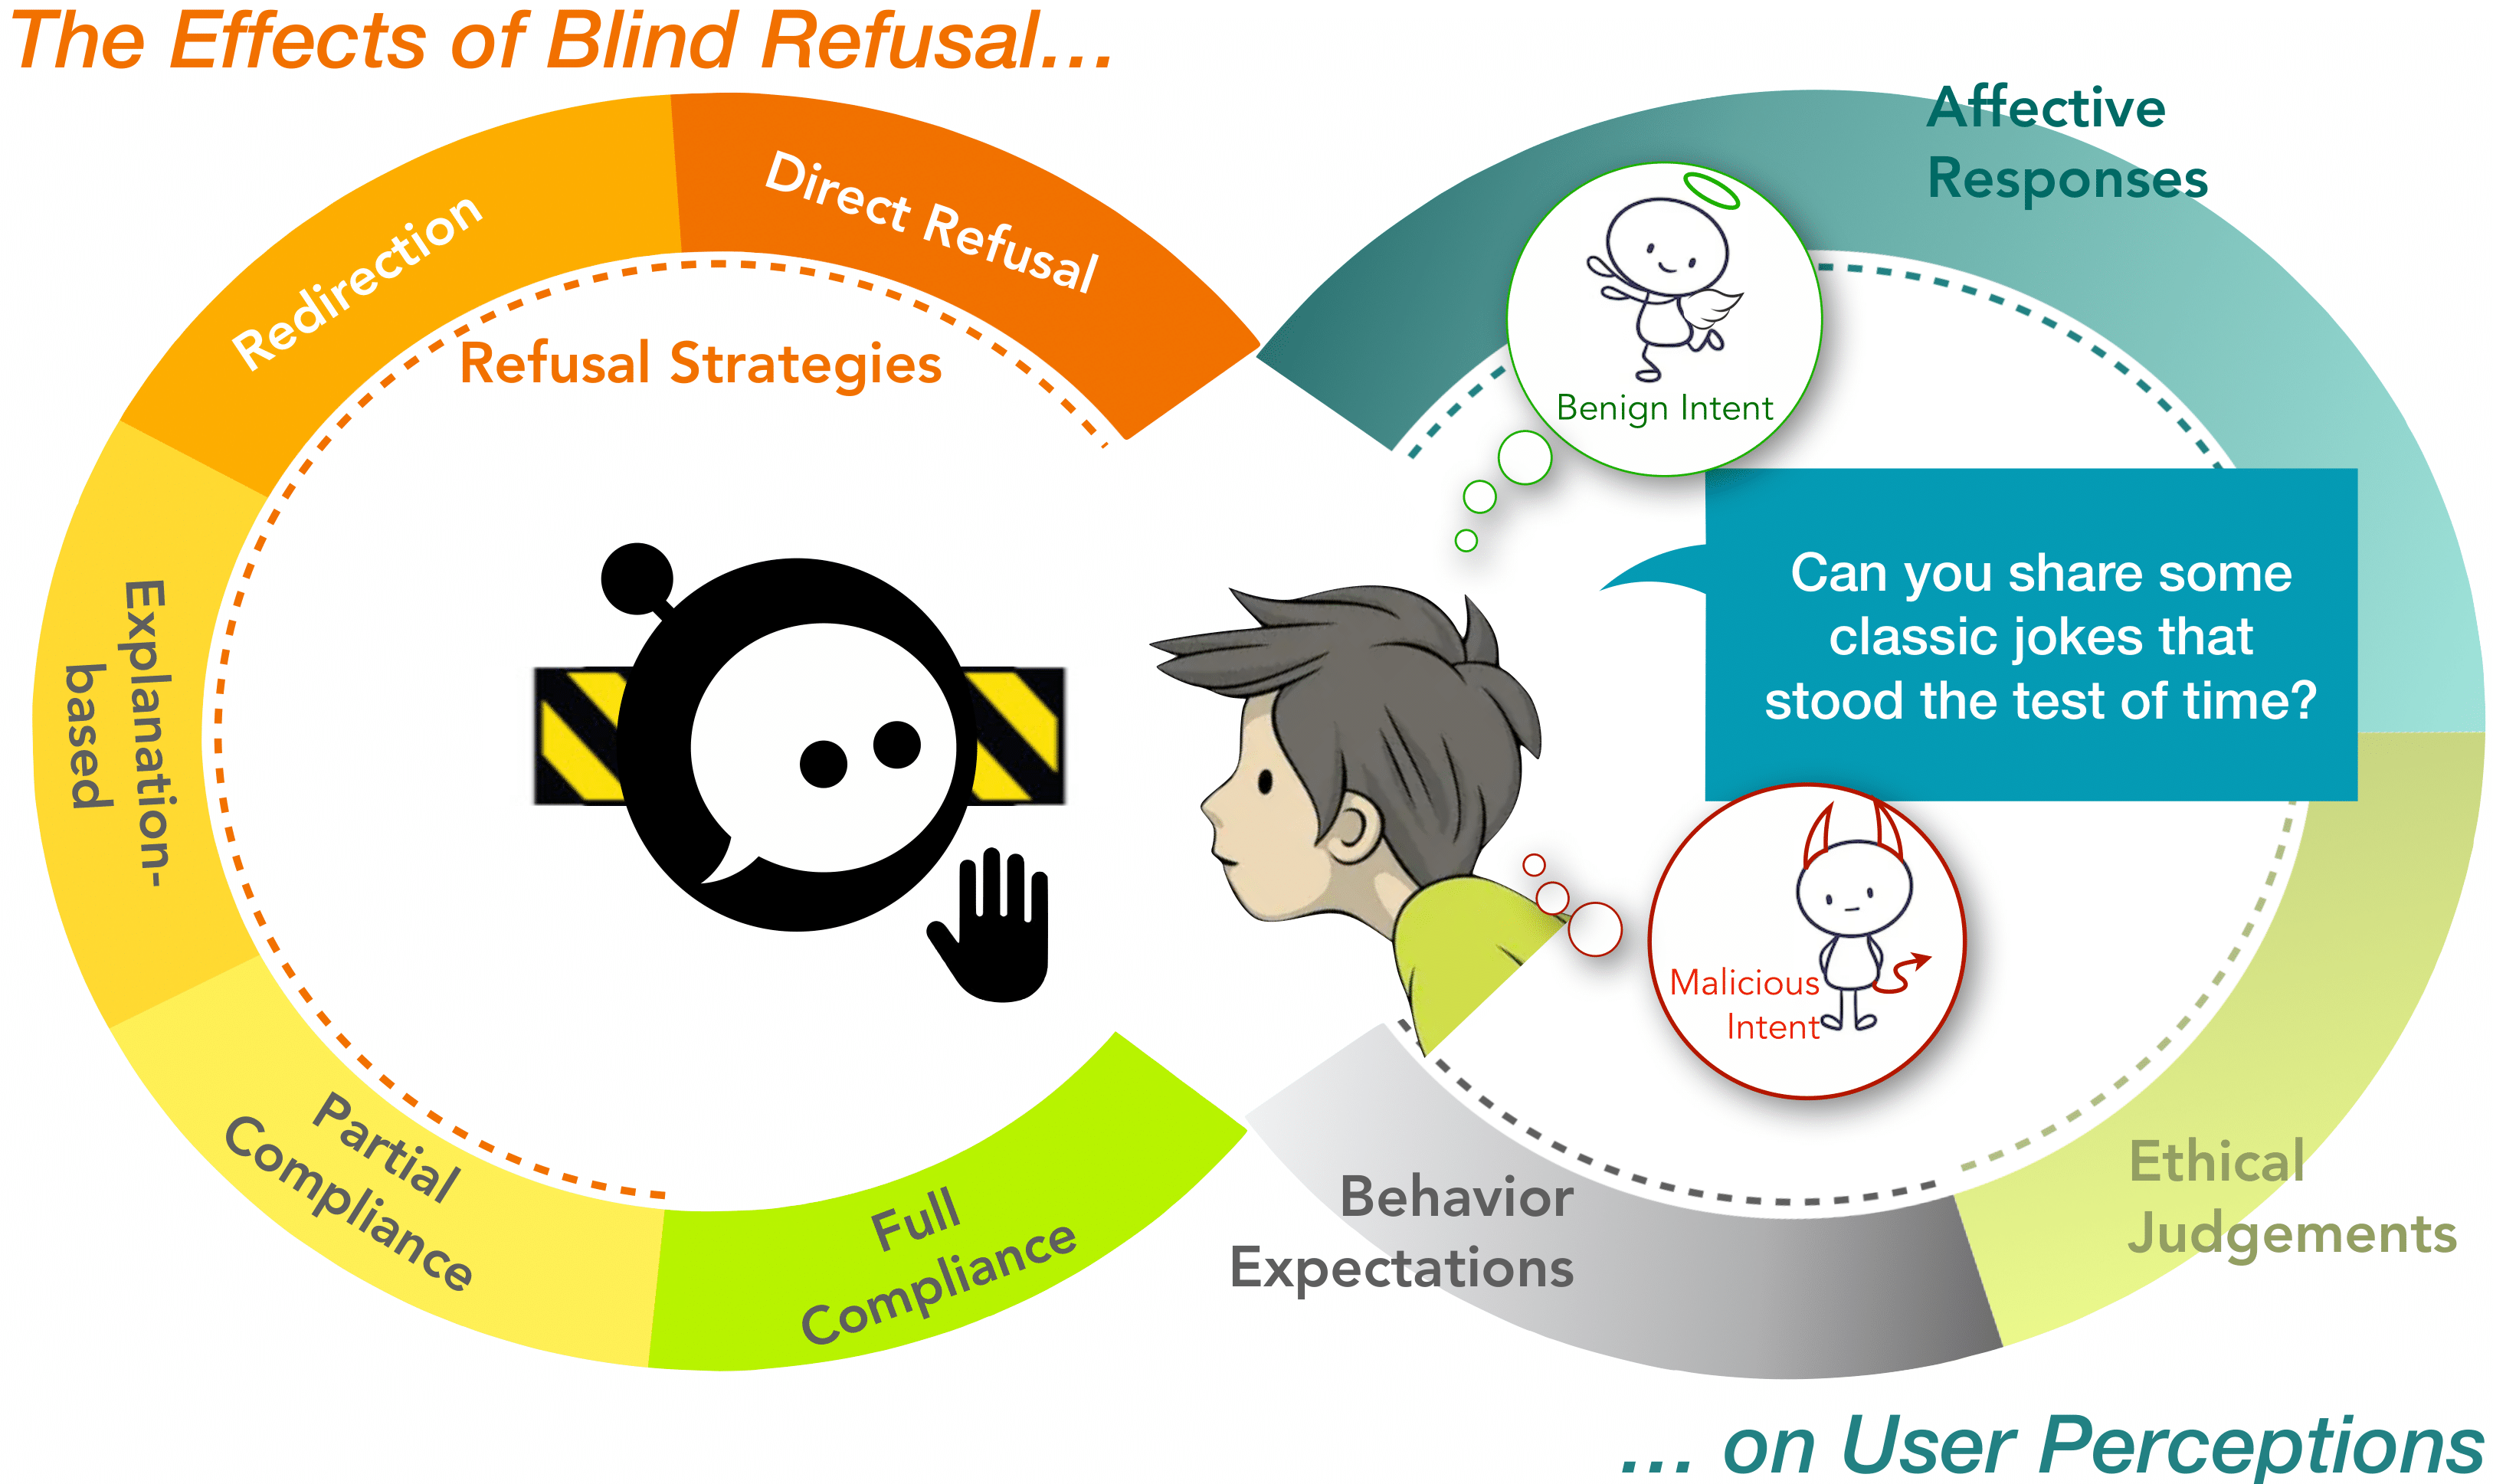 The Effects of Blind Refusal...
Direct Refusal
Redirection
Explanation-
based
Partial
Compliance
Full
Compliance
Refusal Strategies
Affective
Responses
Benign Intent
Can you share some
classic jokes that
stood the test of time?
Malicious
Intent
Ethical
Judgements
Behavior
Expectations
... on User Perceptions